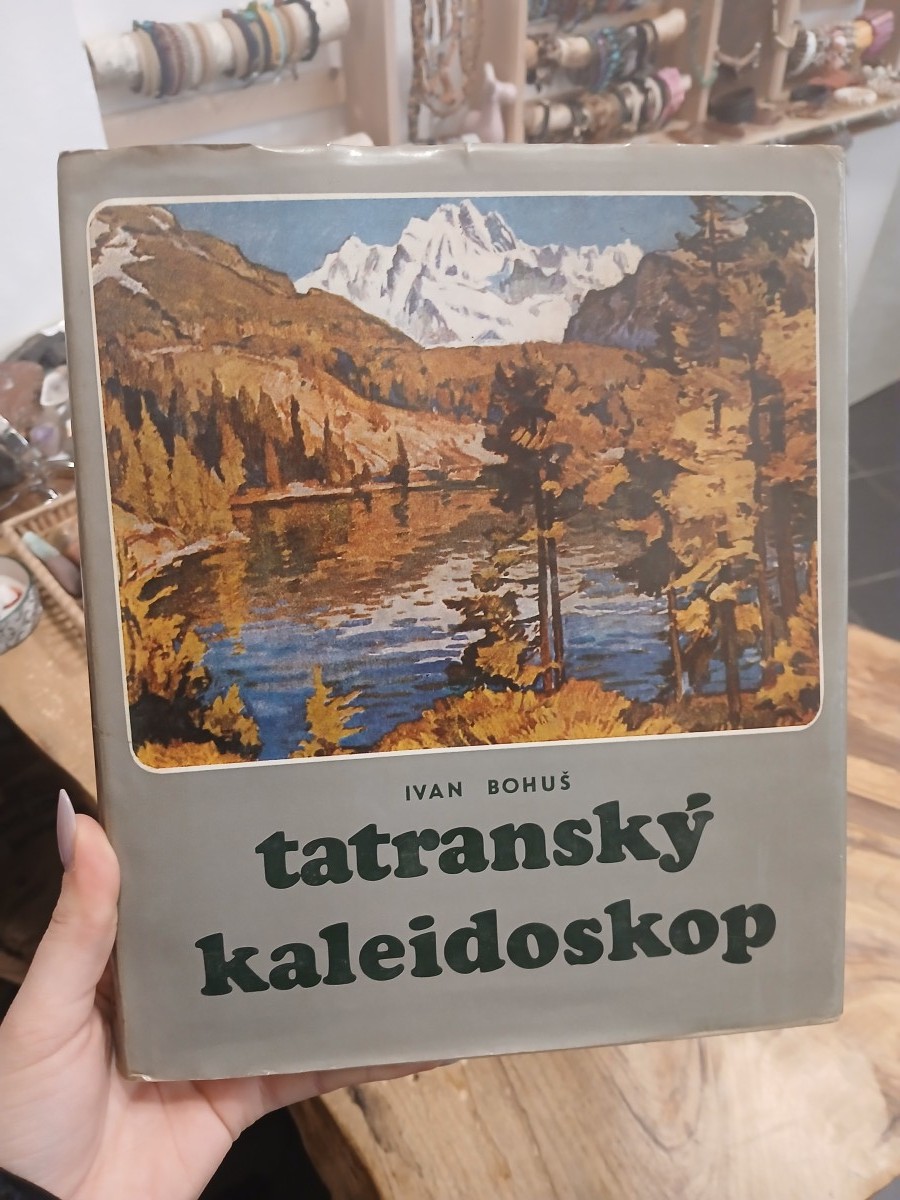 IVAN BOHUŠ
tatranský
kaleidoskop